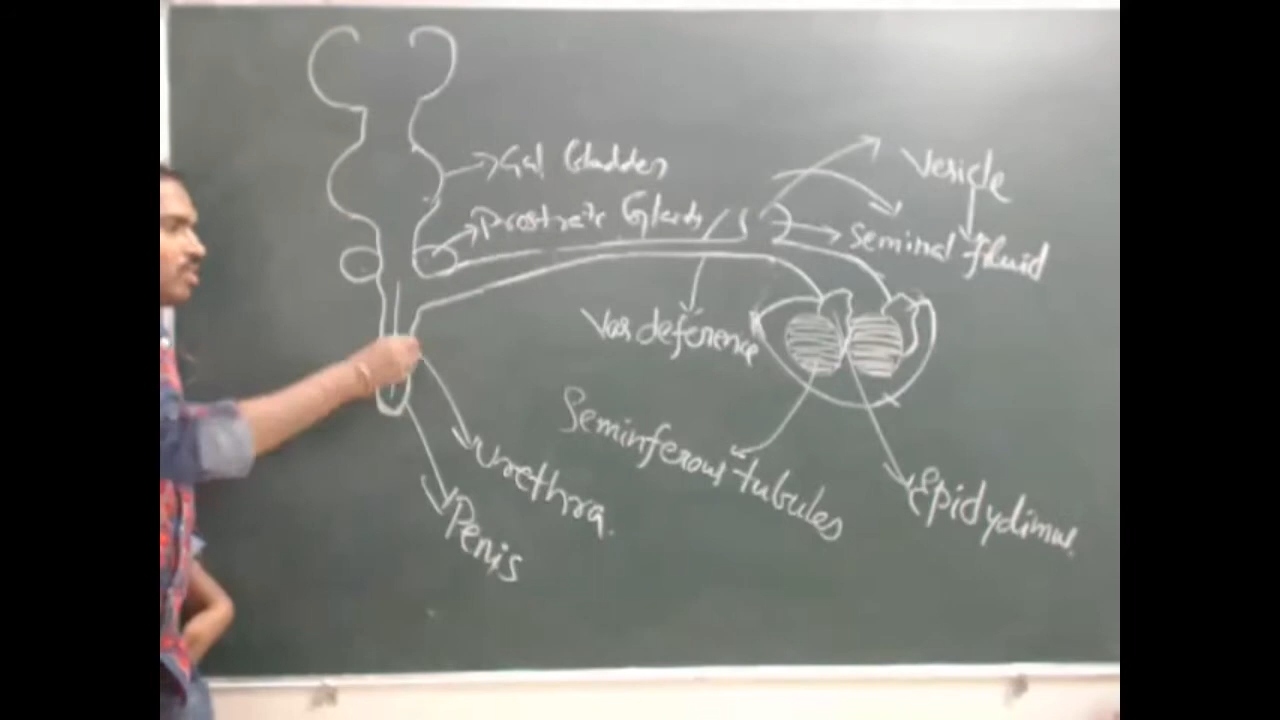 Gal Bladder
Prostrate Glands
Vesicle
Seminal fluid
Vas deference
Seminferous tubules
Epidydimus.
Urethra.
Penis